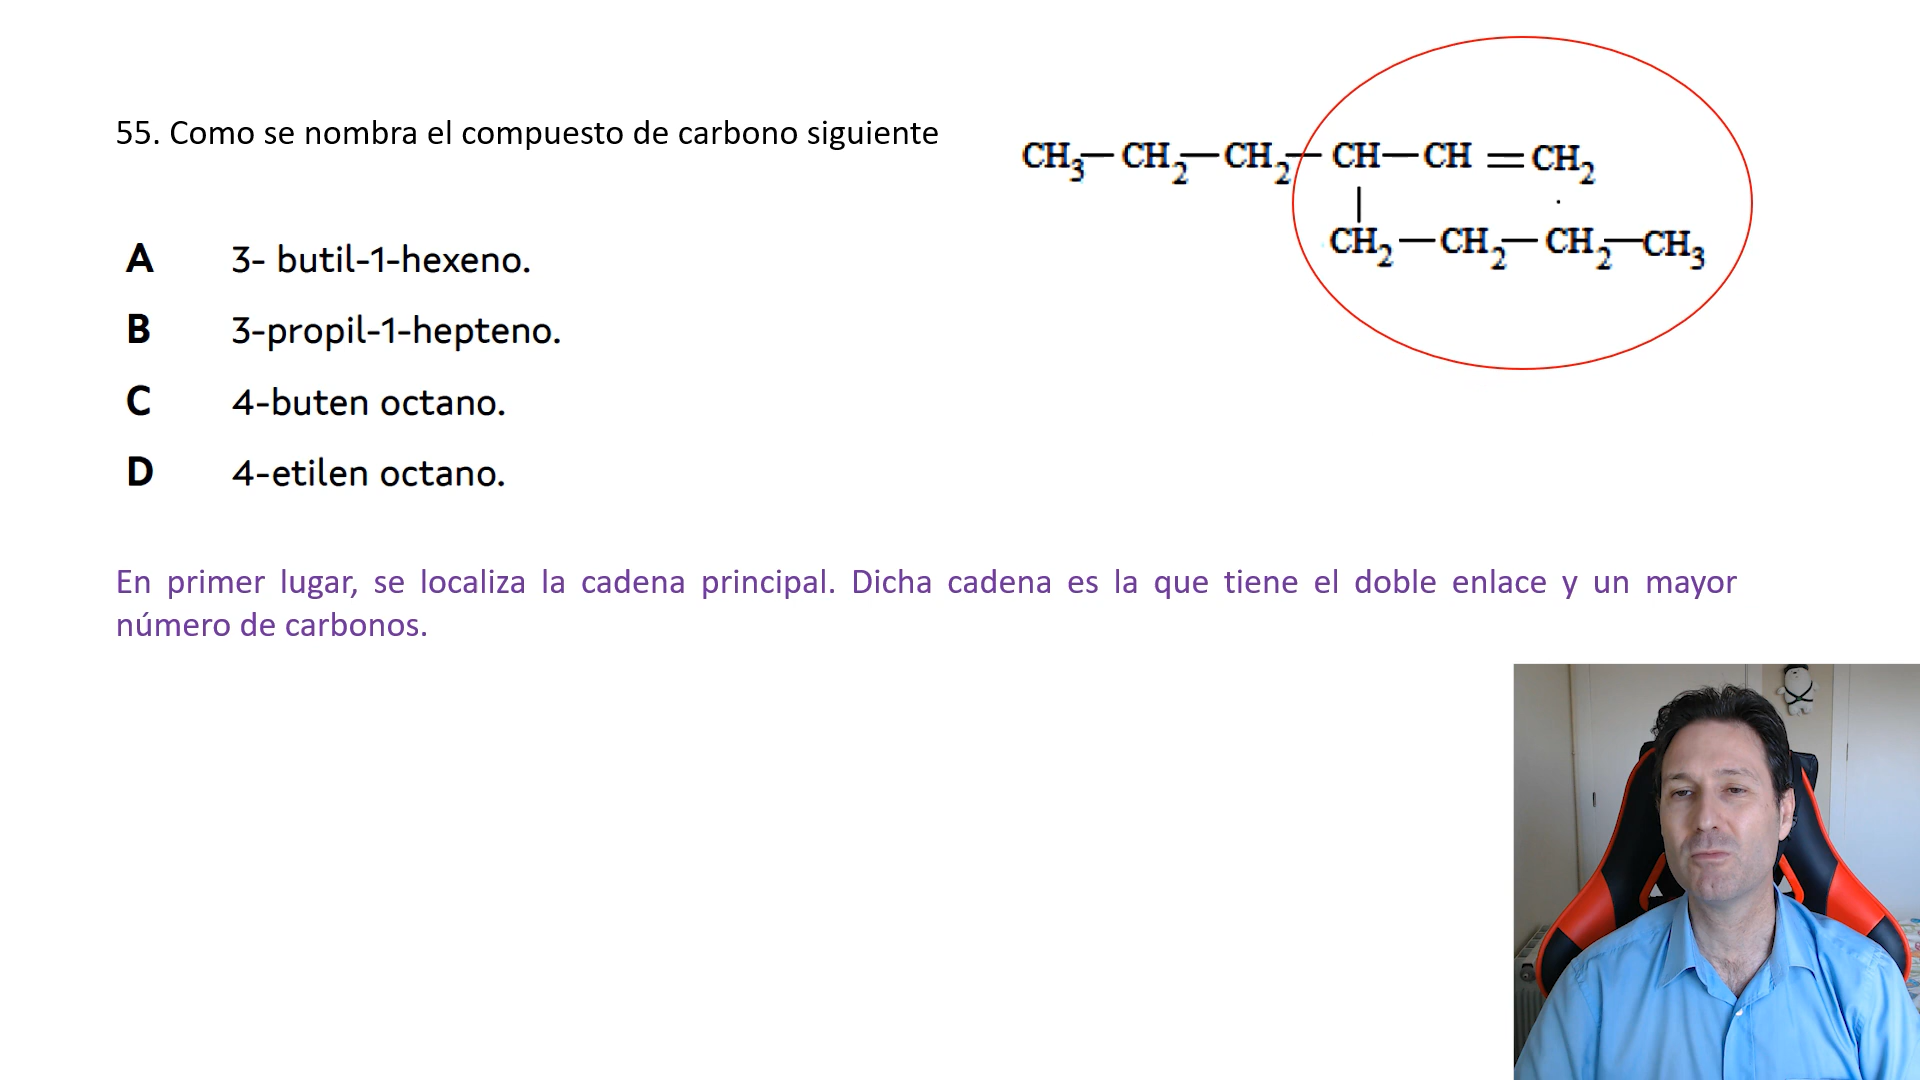 55. Como se nombra el compuesto de carbono siguiente
CH₃—CH₂—CH₂—CH—CH=CH₂
|
CH₂—CH₂—CH₂—CH₃
A 3- butil-1-hexeno.
B 3-propil-1-hepteno.
C 4-buten octano.
D 4-etilen octano.
En primer lugar, se localiza la cadena principal. Dicha cadena es la que tiene el doble enlace y un mayor
número de carbonos.